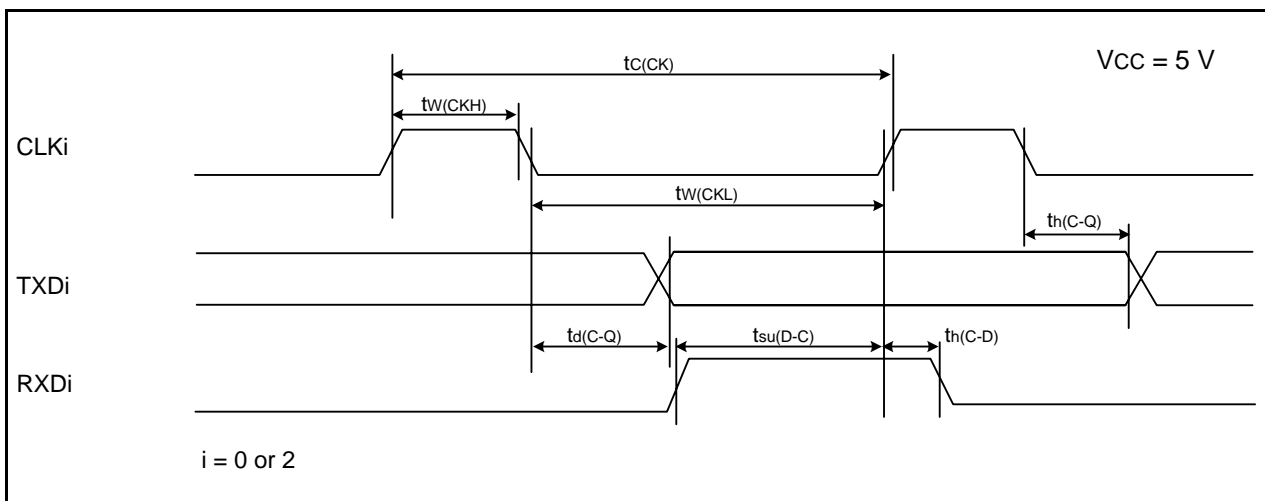 VCC = 5 V
tC(CK)
tW(CKH)
CLKi
tW(CKL)
th(C-Q)
TXDi
td(C-Q)
tsu(D-C)
th(C-D)
RXDi
i = 0 or 2